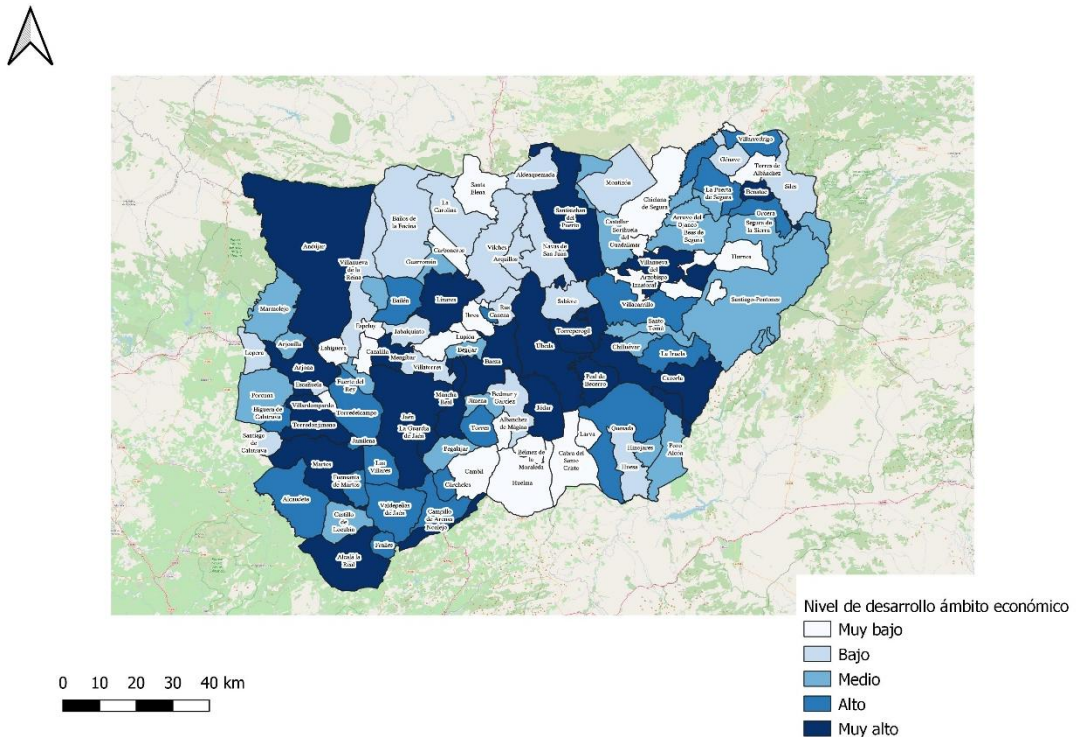 Villarrodrigo
Génave
Torres de
Albánchez
Siles
Aldeaquemada
Santa
Elena
La
Carolina
Montizón
Chiclana
de Segura
La Puerta
de Segura
Benatae
Orcera
Segura de
la Sierra
Baños de
la Encina
Santisteban
del
Puerto
Castellar
Sorihuela
del
Guadalimar
Arroyo del
Ojanco
Beas de
Segura
Andújar
Carboneros
Guarromán
Vilches
Arquillos
Navas de
San Juan
Hornos
Villanueva
de la
Reina
Villanueva
del
Arzobispo
Iznatoraf
Santiago-Pontones
Marmolejo
Bailén
Linares
Ibros
Sabiote
Villacarrillo
Santo
Tomé
Espeluy
Jabalquinto
Lupión
Torreperogil
Arjonilla
Lahiguera
Cazalilla
Mengíbar
Begíjar
Úbeda
Chilluévar
La Iruela
Lopera
Arjona
Villatorres
Baeza
Escañuela
Fuerte del
Rey
Peal de
Becerro
Cazorla
Porcuna
Higuera de
Calatrava
Villardompardo
Torredelcampo
Mancha
Real
Jimena
Bedmar y
Garcíez
Jódar
Torredonjimeno
Jaén
La Guardia de Jaén
Torres
Albanchez
de Mágina
Quesada
Santiago
de
Calatrava
Jamilena
Pegalajar
Larva
Hinojares
Pozo
Alcón
Martos
Los
Villares
Cambil
Bélmez de
la
Moraleda
Cabra del
Santo
Cristo
Huesa
Fuensanta
de Martos
Cárcheles
Huelma
Alcaudete
Valdepeñas
de Jaén
Castillo
de
Locubín
Campillo
de Arenas
Noalejo
Frailes
Alcalá la
Real
Nivel de desarrollo ámbito económico
Muy bajo
Bajo
Medio
Alto
Muy alto
0 10 20 30 40 km